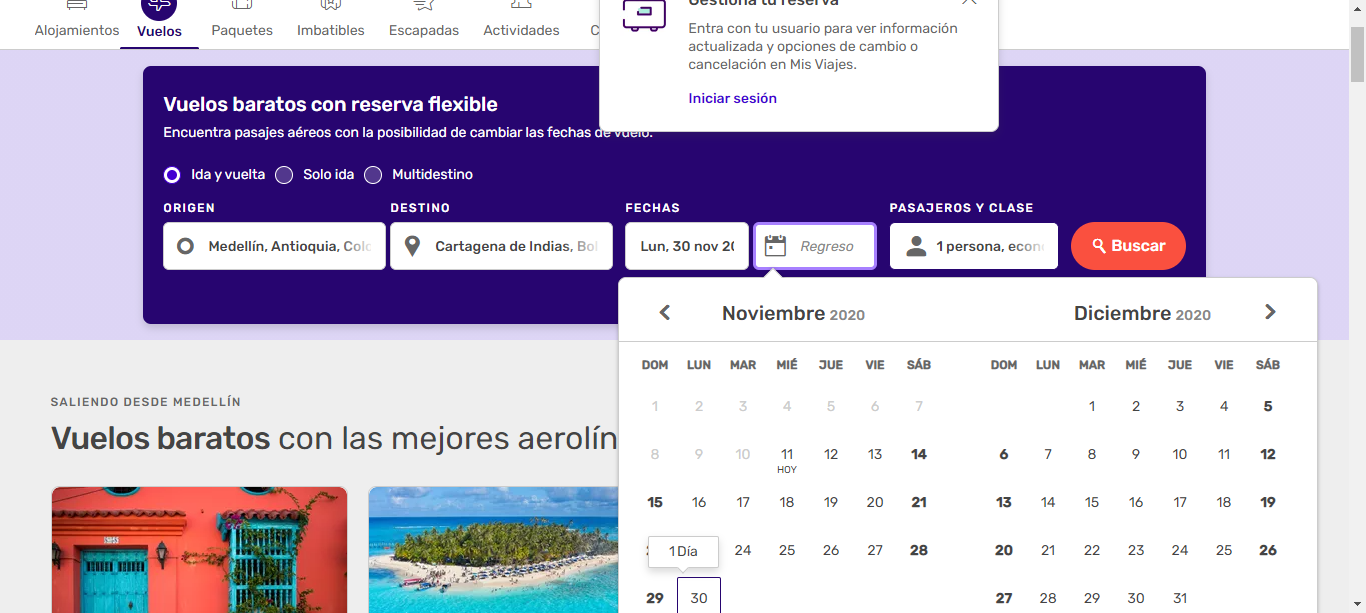 Gestiona tu reserva
Alojamientos Vuelos Paquetes Imbatibles Escapadas Actividades C
Entra con tu usuario para ver información
actualizada y opciones de cambio o
cancelación en Mis Viajes.
Iniciar sesión
Vuelos baratos con reserva flexible
Encuentra pasajes aéreos con la posibilidad de cambiar las fechas de vuelo.
Ida y vuelta Solo ida Multidestino
ORIGEN DESTINO FECHAS PASAJEROS Y CLASE
Medellín, Antioquia, Colo Cartagena de Indias, Bol Lun, 30 nov 20 Regreso 1 persona, econ Buscar
Noviembre 2020 Diciembre 2020
DOM LUN MAR MIÉ JUE VIE SÁB DOM LUN MAR MIÉ JUE VIE SÁB
1 2 3 4 5 6 7 1 2 3 4 5
8 9 10 11 12 13 14 6 7 8 9 10 11 12
HOY
15 16 17 18 19 20 21 13 14 15 16 17 18 19
1 Día 24 25 26 27 28 20 21 22 23 24 25 26
29 30 27 28 29 30 31
SALIENDO DESDE MEDELLÍN
Vuelos baratos con las mejores aerolín